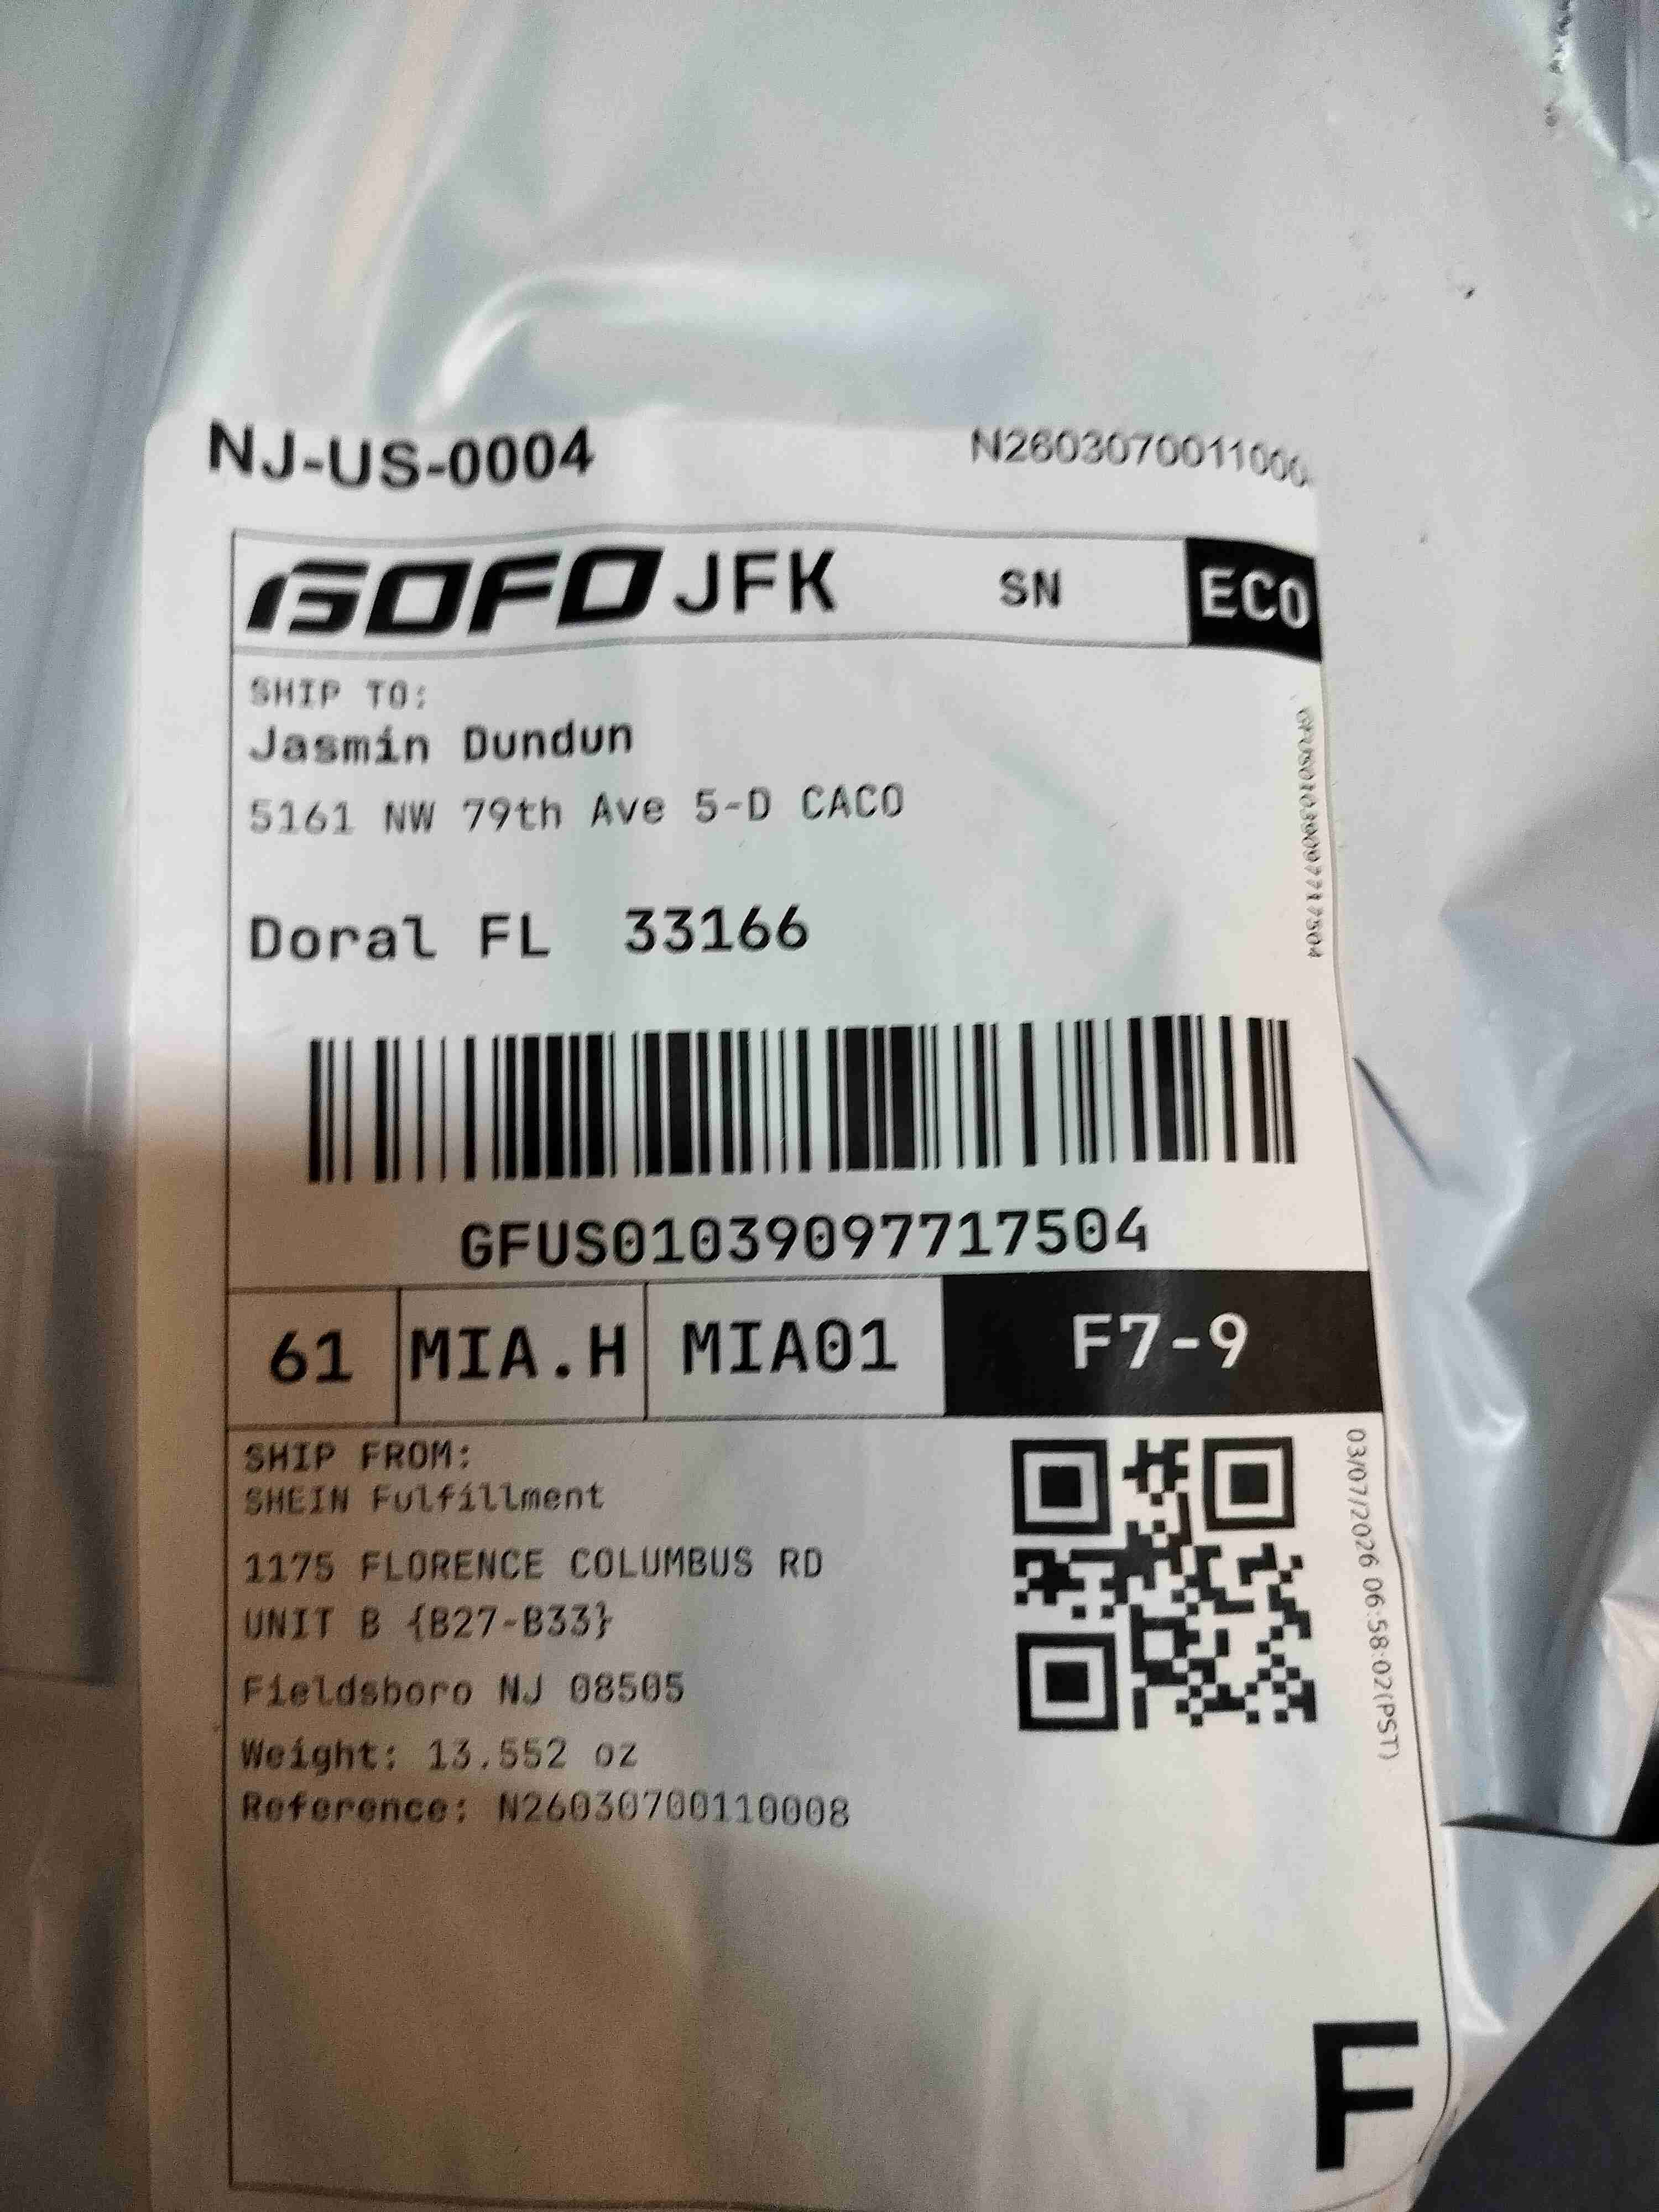 NJ-US-0004 N2603070011000
GOFO JFK SN ECO
SHIP TO:
Jasmin Dundun
5161 NW 79th Ave 5-D CACO
Doral FL 33166
GFUS01039097717504
GFUS01039097717504
61 MIA.H MIA01 F7-9
SHIP FROM:
SHEIN Fulfillment
1175 FLORENCE COLUMBUS RD
UNIT B {B27-B33}
Fieldsboro NJ 08505
Weight: 13.552 oz
Reference: N26030700110008
03/07/2026 06:58:02(PST)
F